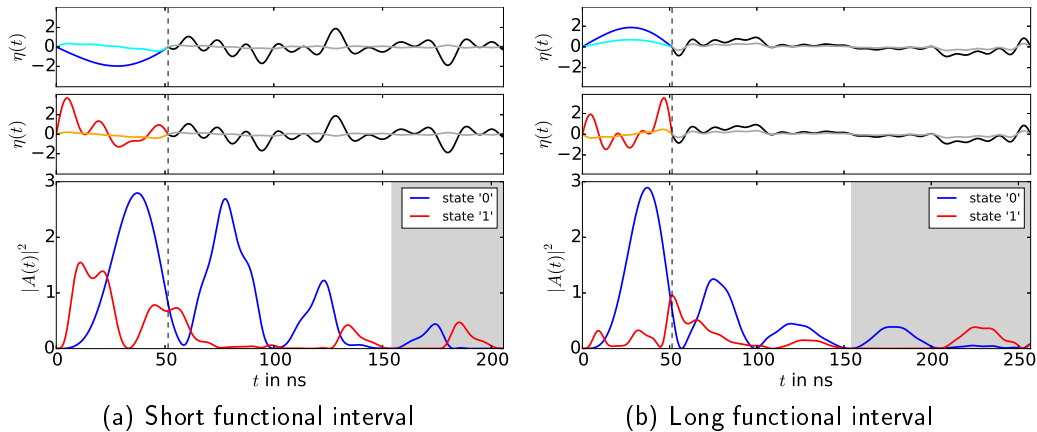 η(t)
2
0
−2
η(t)
2
0
−2
|A(t)|²
3
2
1
0
state '0'
state '1'
0
50
100
150
200
t in ns
(a) Short functional interval
η(t)
2
0
−2
η(t)
2
0
−2
|A(t)|²
3
2
1
0
state '0'
state '1'
0
50
100
150
200
250
t in ns
(b) Long functional interval